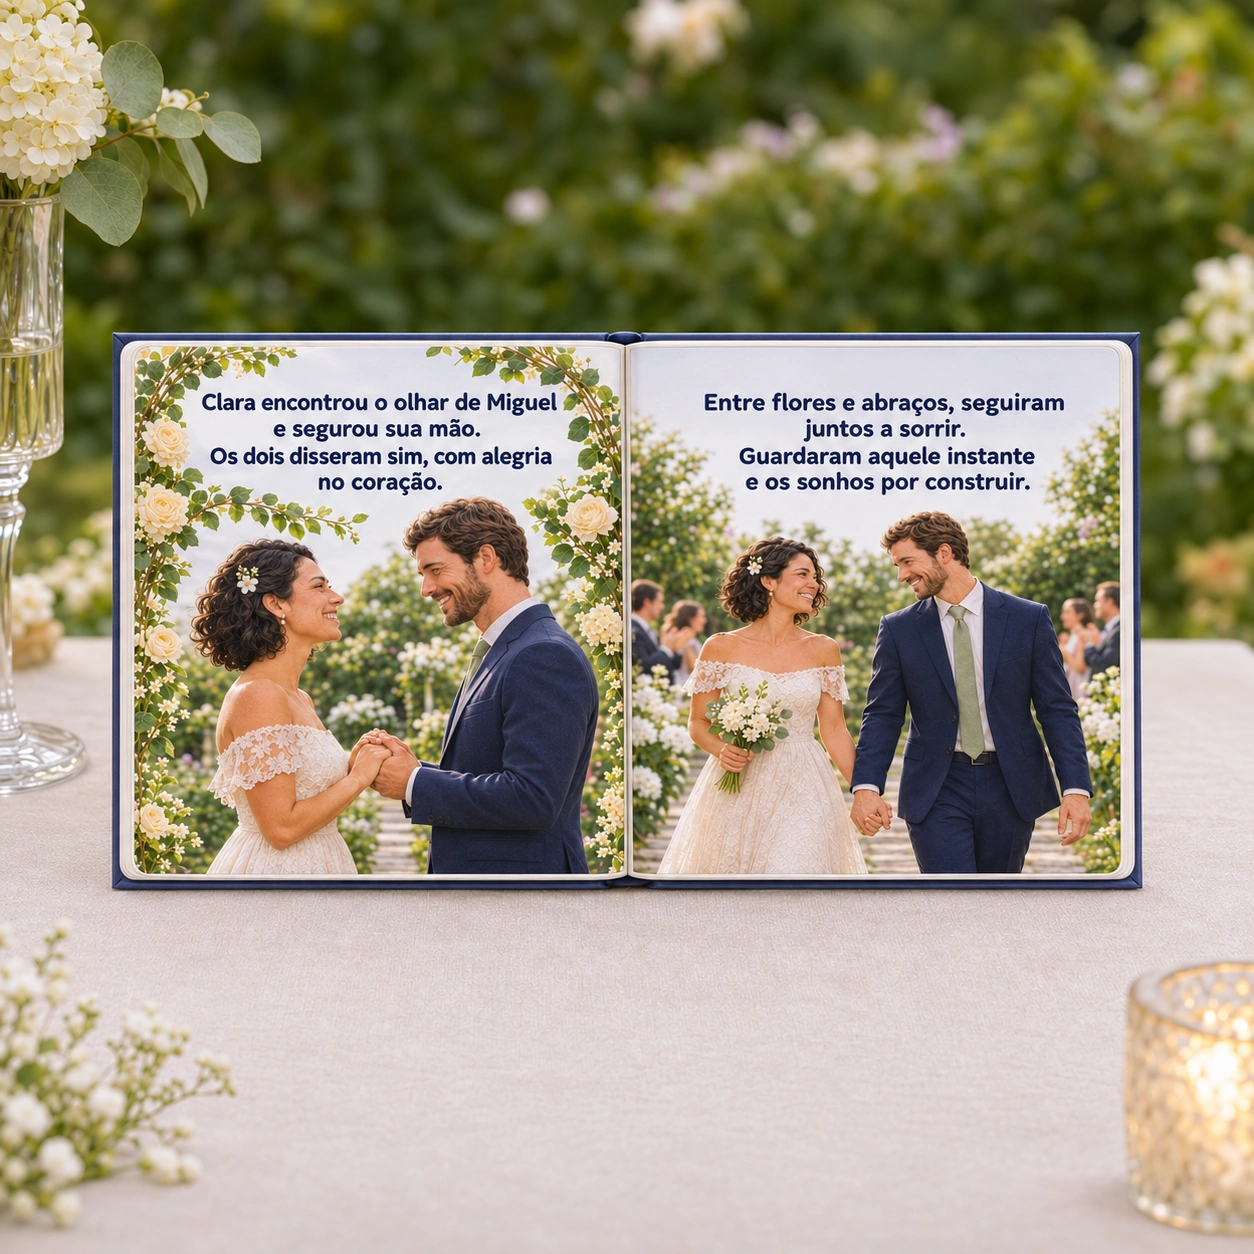 Clara encontrou o olhar de Miguel
e segurou sua mão.
Os dois disseram sim, com alegria
no coração.
Entre flores e abraços, seguiram
juntos a sorrir.
Guardaram aquele instante
e os sonhos por construir.